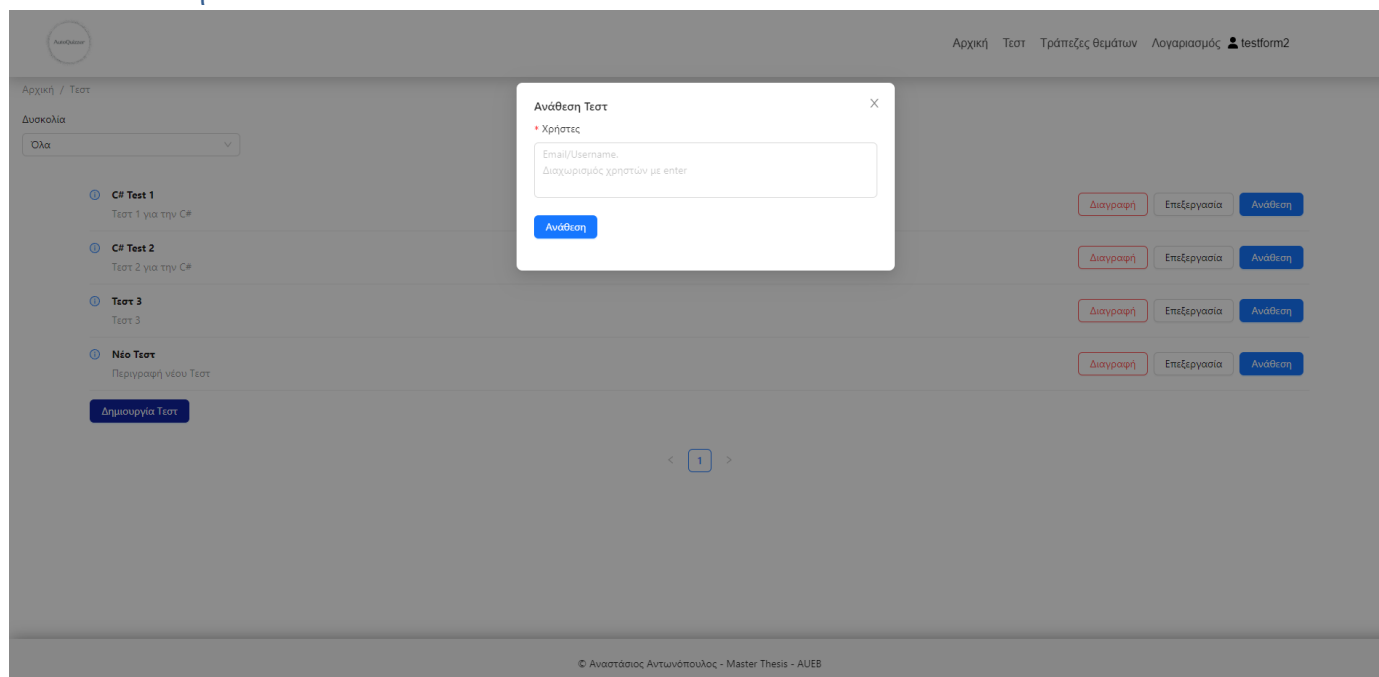 AuebQuizer
Αρχική Τεστ Τράπεζες θεμάτων Λογαριασμός testform2
Αρχική / Τεστ
Δυσκολία
Όλα
Ανάθεση Τεστ
* Χρήστες
Email/Username.
Διαχωρισμός χρηστών με enter
Ανάθεση
C# Test 1
Τεστ 1 για την C#
Διαγραφή Επεξεργασία Ανάθεση
C# Test 2
Τεστ 2 για την C#
Διαγραφή Επεξεργασία Ανάθεση
Τεστ 3
Τεστ 3
Διαγραφή Επεξεργασία Ανάθεση
Νέο Τεστ
Περιγραφή νέου Τεστ
Διαγραφή Επεξεργασία Ανάθεση
Δημιουργία Τεστ
< 1 >
© Αναστάσιος Αντωνόπουλος - Master Thesis - AUEB